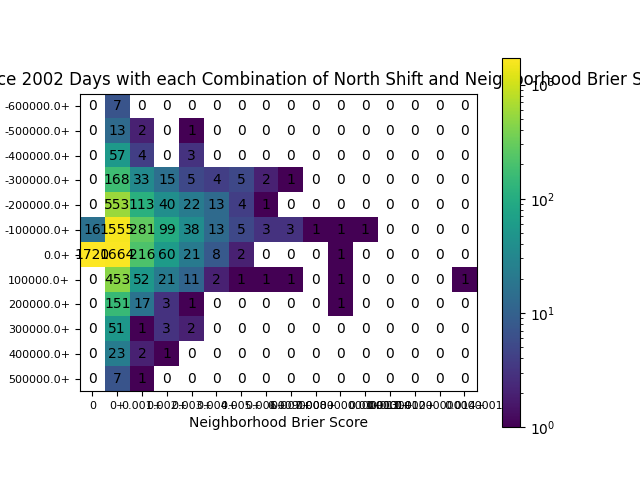 ce 2002 Days with each Combination of North Shift and Neighborhood Brier S
-600000.0+ 0 7 0 0 0 0 0 0 0 0 0 0 0 0 0 0
-500000.0+ 0 13 2 0 1 0 0 0 0 0 0 0 0 0 0 0
-400000.0+ 0 57 4 0 3 0 0 0 0 0 0 0 0 0 0 0
-300000.0+ 0 168 33 15 5 4 5 2 1 0 0 0 0 0 0 0
-200000.0+ 0 553 113 40 22 13 4 1 0 0 0 0 0 0 0 0
-100000.0+ 16 1555 281 99 38 13 5 3 3 1 1 1 0 0 0 0
0.0+ 1720 1664 216 60 21 8 2 0 0 0 1 0 0 0 0 0
100000.0+ 0 453 52 21 11 2 1 1 1 0 1 0 0 0 0 1
200000.0+ 0 151 17 3 1 0 0 0 0 0 1 0 0 0 0 0
300000.0+ 0 51 1 3 2 0 0 0 0 0 0 0 0 0 0 0
400000.0+ 0 23 2 1 0 0 0 0 0 0 0 0 0 0 0 0
500000.0+ 0 7 1 0 0 0 0 0 0 0 0 0 0 0 0 0
0 0+ 0.001+ 0.002+ 0.003+ 0.004+ 0.005+
Neighborhood Brier Score
10³
10²
10¹
10⁰